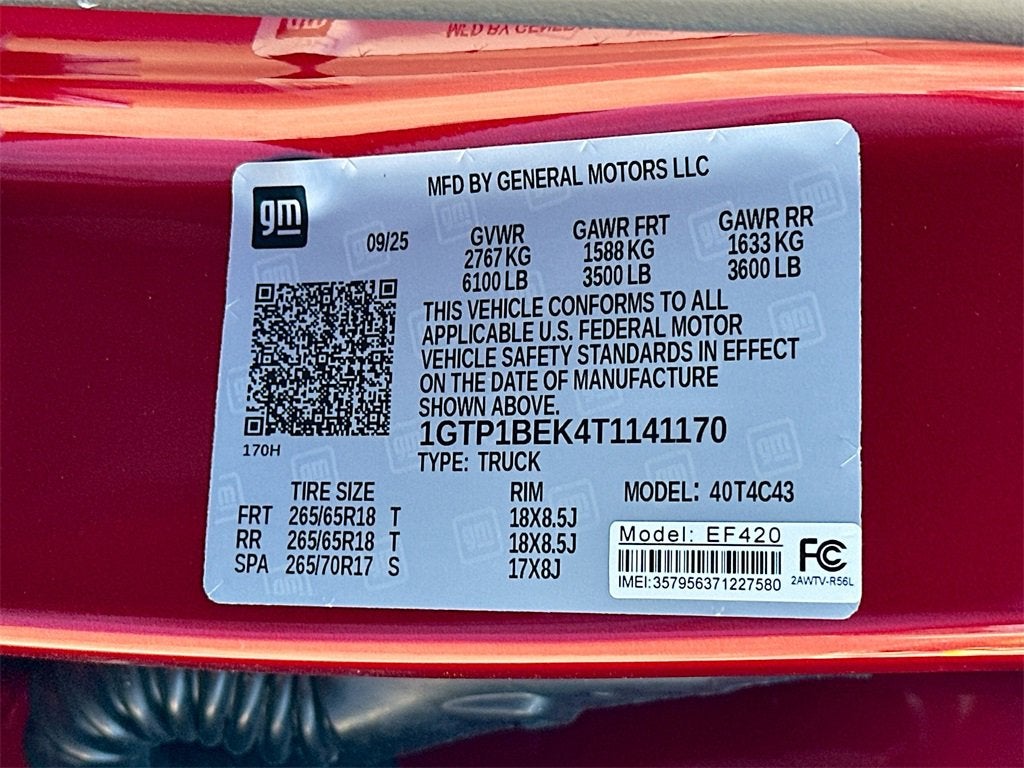 MFD BY GENERAL MOTORS LLC
gm
09/25
GVWR GAWR FRT GAWR RR
2767 KG 1588 KG 1633 KG
6100 LB 3500 LB 3600 LB
THIS VEHICLE CONFORMS TO ALL
APPLICABLE U.S. FEDERAL MOTOR
VEHICLE SAFETY STANDARDS IN EFFECT
ON THE DATE OF MANUFACTURE
SHOWN ABOVE.
170H
1GTP1BEK4T1141170
TYPE: TRUCK
TIRE SIZE RIM MODEL: 40T4C43
FRT 265/65R18 T 18X8.5J
RR 265/65R18 T 18X8.5J
SPA 265/70R17 S 17X8J
Model: EF420
IMEI:357956371227580
FC
2AWTV-R56L